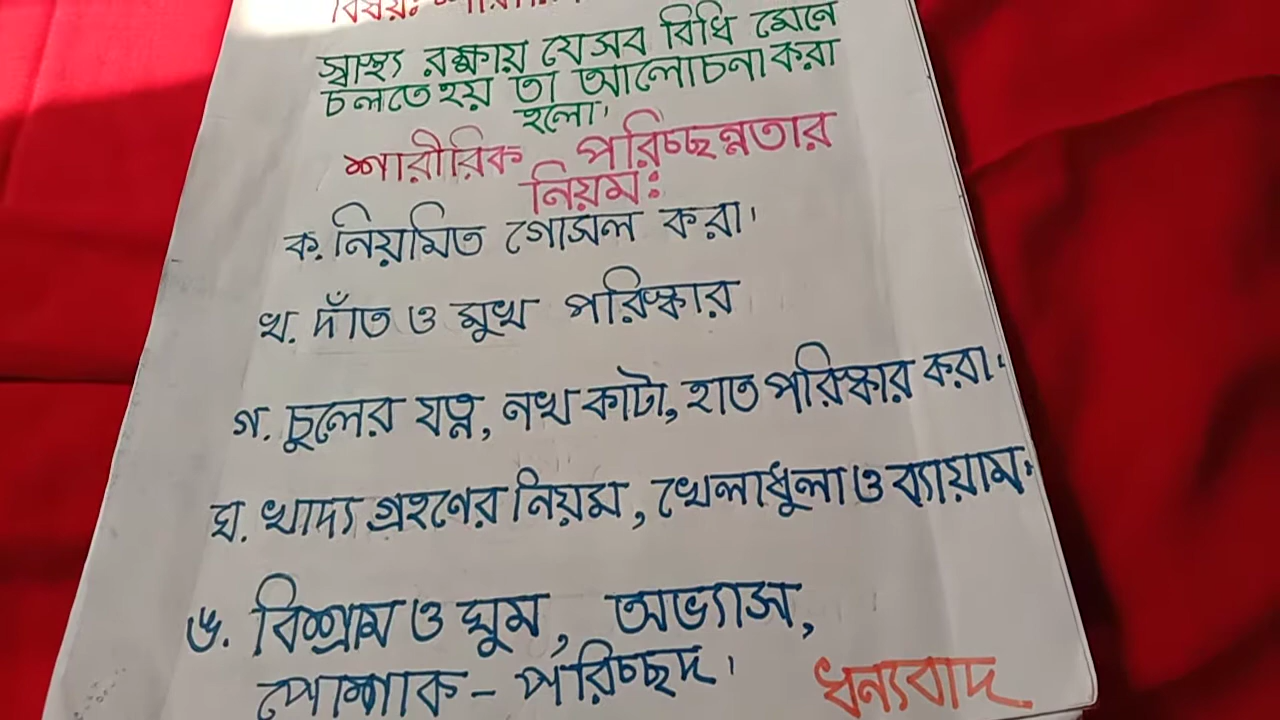 বিষয়ঃ
স্বাস্থ্য রক্ষায় যেসব বিধি মেনে
চলতে হয় তা আলোচনা করা
হলো।
শারীরিক পরিচ্ছন্নতার
নিয়মঃ
ক. নিয়মিত গোসল করা।
খ. দাঁত ও মুখ পরিস্কার
গ. চুলের যত্ন, নখ কাটা, হাত পরিস্কার করা।
ঘ. খাদ্য গ্রহণের নিয়ম, খেলাধুলা ও ব্যায়াম।
ঙ. বিশ্রাম ও ঘুম, অভ্যাস,
পোশাক - পরিচ্ছদ।
ধন্যবাদ